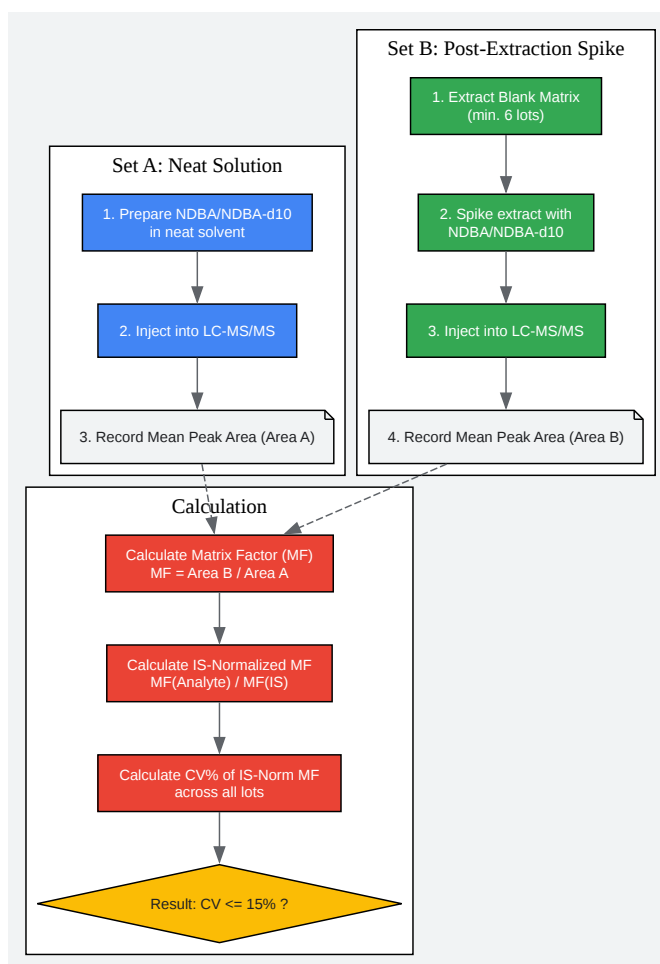 Set B: Post-Extraction Spike
1. Extract Blank Matrix
(min. 6 lots)
2. Spike extract with
NDBA/NDBA-d10
3. Inject into LC-MS/MS
4. Record Mean Peak Area (Area B)
Set A: Neat Solution
1. Prepare NDBA/NDBA-d10
in neat solvent
2. Inject into LC-MS/MS
3. Record Mean Peak Area (Area A)
Calculation
Calculate Matrix Factor (MF)
MF = Area B / Area A
Calculate IS-Normalized MF
MF(Analyte) / MF(IS)
Calculate CV% of IS-Norm MF
across all lots
Result: CV <= 15% ?